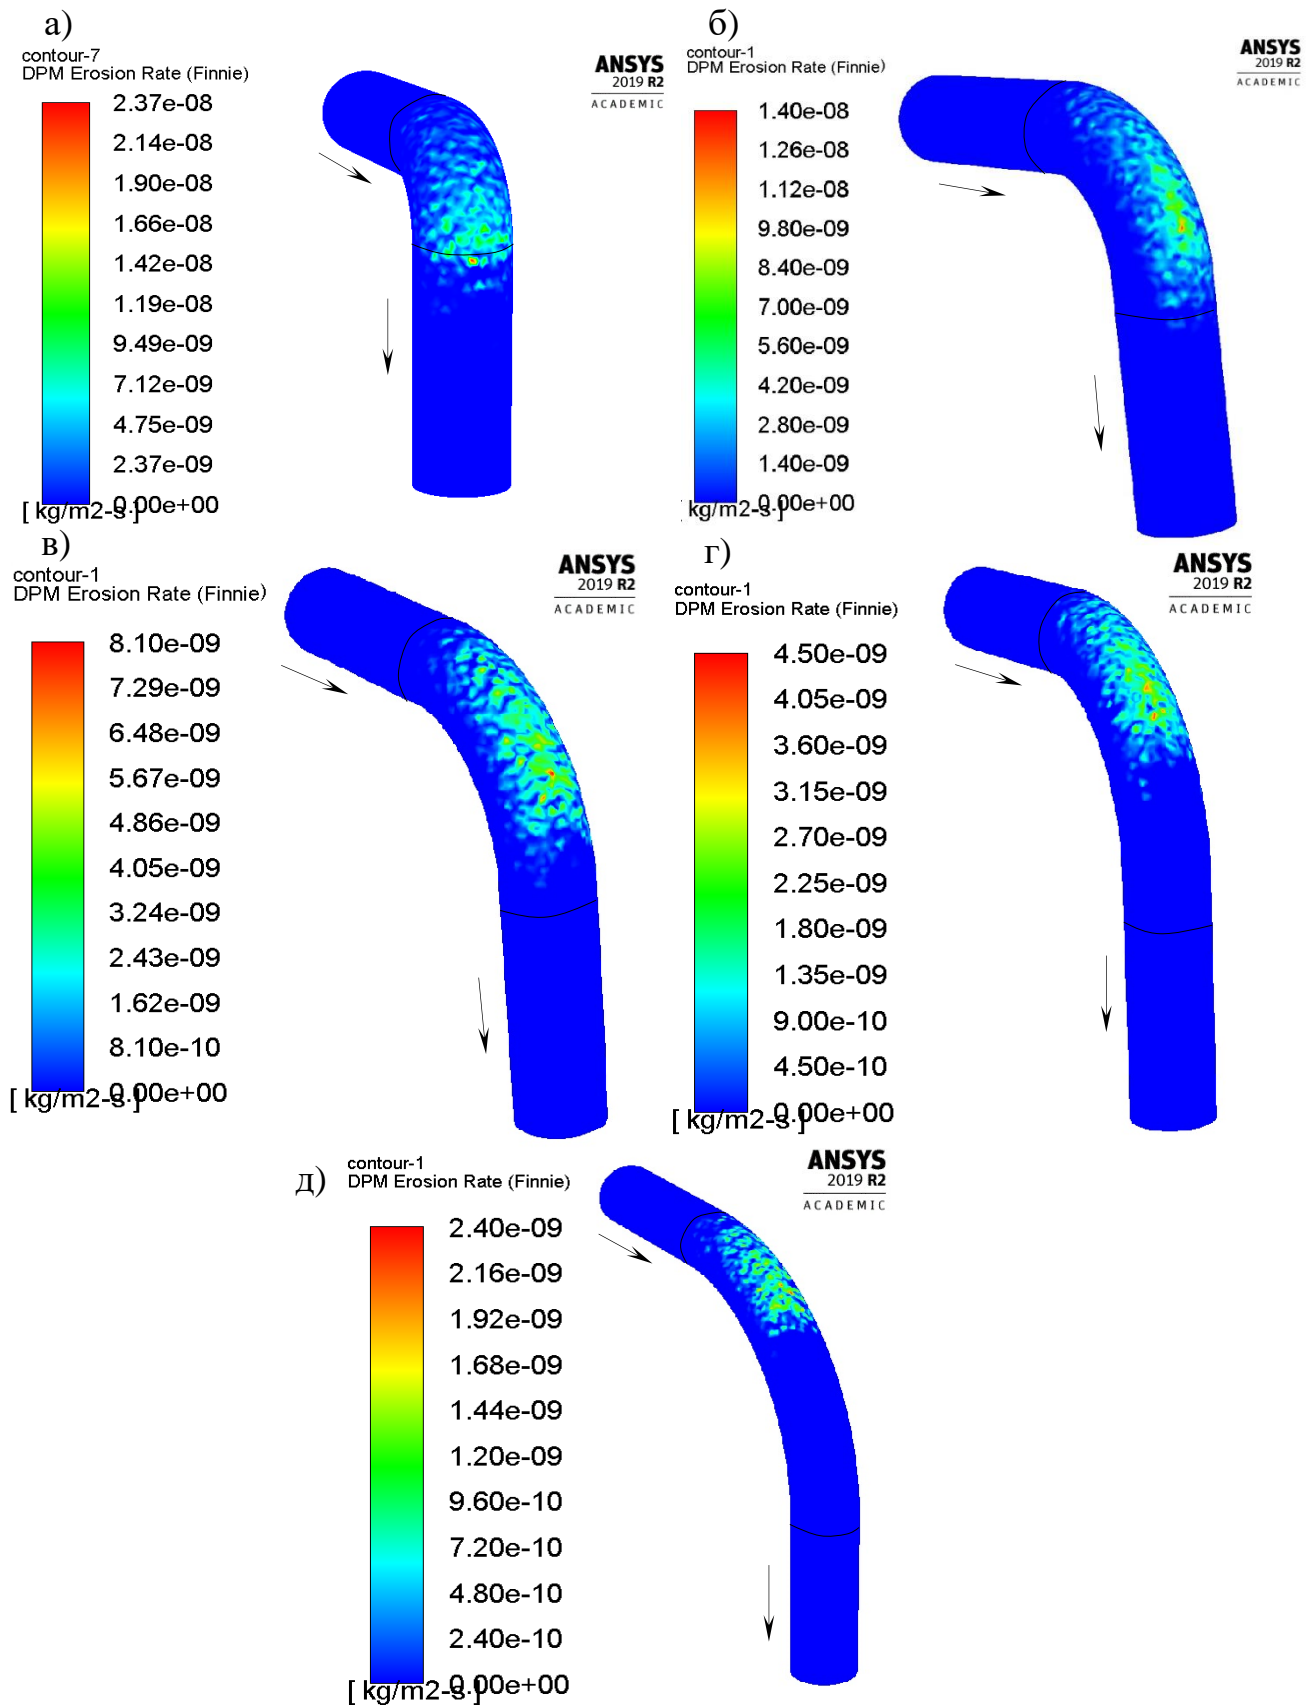 а)
contour-7
DPM Erosion Rate (Finnie)
ANSYS
2019 R2
ACADEMIC
2.37e-08
2.14e-08
1.90e-08
1.66e-08
1.42e-08
1.19e-08
9.49e-09
7.12e-09
4.75e-09
2.37e-09
0.00e+00
[ kg/m2-s ]
б)
contour-1
DPM Erosion Rate (Finnie)
ANSYS
2019 R2
ACADEMIC
1.40e-08
1.26e-08
1.12e-08
9.80e-09
8.40e-09
7.00e-09
5.60e-09
4.20e-09
2.80e-09
1.40e-09
0.00e+00
[ kg/m2-s ]
в)
contour-1
DPM Erosion Rate (Finnie)
ANSYS
2019 R2
ACADEMIC
8.10e-09
7.29e-09
6.48e-09
5.67e-09
4.86e-09
4.05e-09
3.24e-09
2.43e-09
1.62e-09
8.10e-10
0.00e+00
[ kg/m2-s ]
г)
contour-1
DPM Erosion Rate (Finnie)
ANSYS
2019 R2
ACADEMIC
4.50e-09
4.05e-09
3.60e-09
3.15e-09
2.70e-09
2.25e-09
1.80e-09
1.35e-09
9.00e-10
4.50e-10
0.00e+00
[ kg/m2-s ]
д)
contour-1
DPM Erosion Rate (Finnie)
ANSYS
2019 R2
ACADEMIC
2.40e-09
2.16e-09
1.92e-09
1.68e-09
1.44e-09
1.20e-09
9.60e-10
7.20e-10
4.80e-10
2.40e-10
0.00e+00
[ kg/m2-s ]